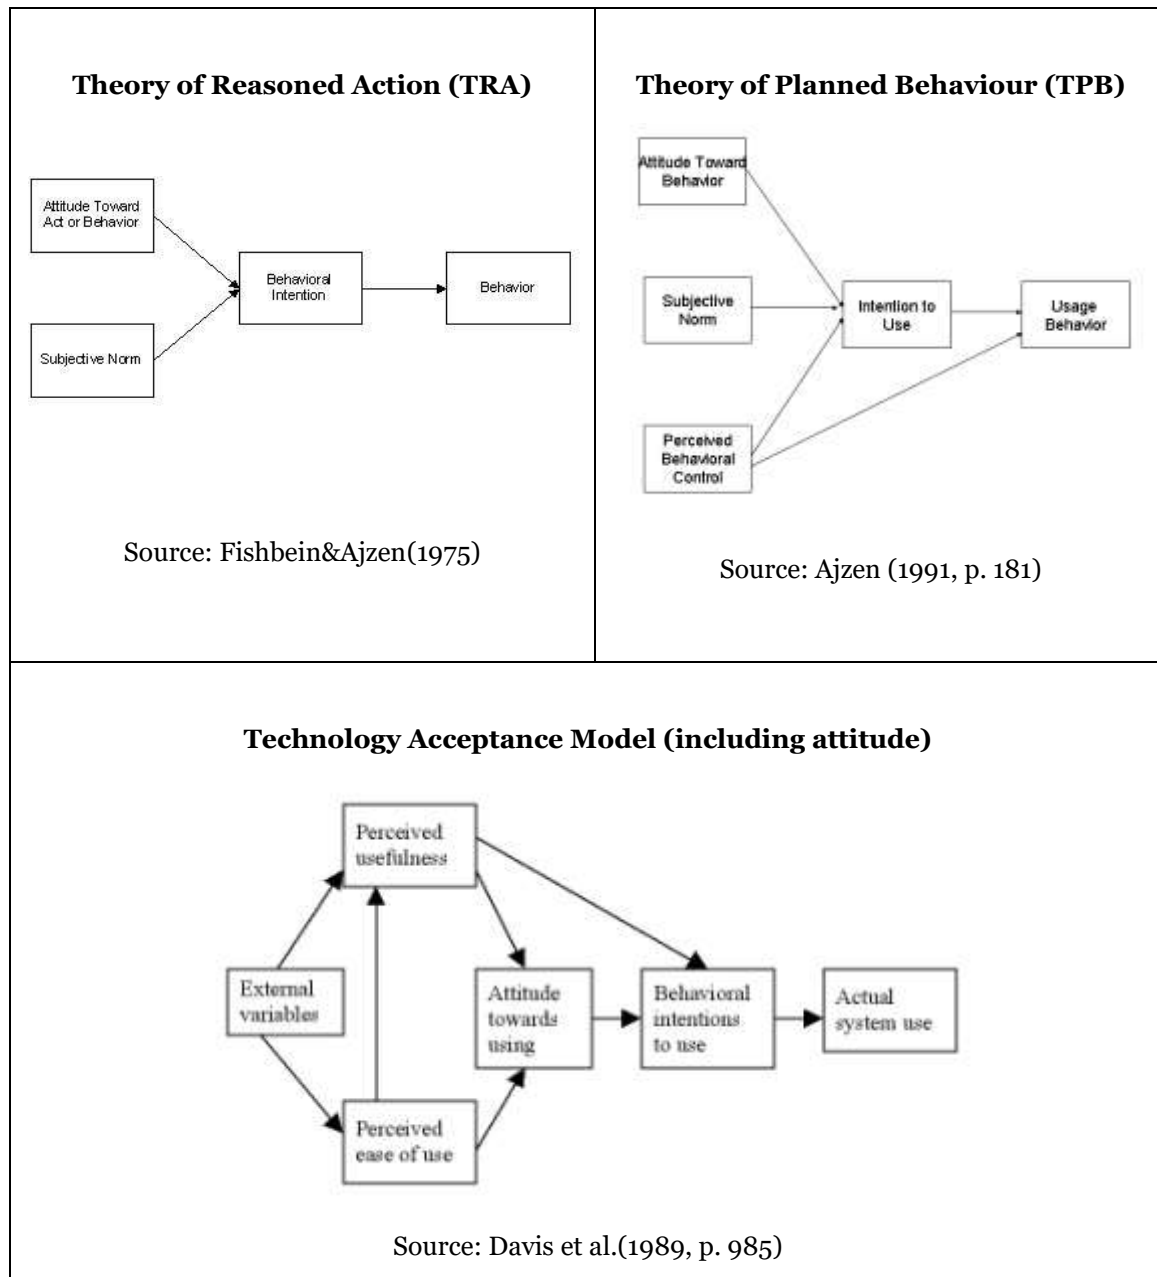 Theory of Reasoned Action (TRA)
Attitude Toward
Act or Behavior
Subjective Norm
Behavioral
Intention
Behavior
Source: Fishbein&Ajzen(1975)
Theory of Planned Behaviour (TPB)
Attitude Toward
Behavior
Subjective
Norm
Perceived
Behavioral
Control
Intention to
Use
Usage
Behavior
Source: Ajzen (1991, p. 181)
Technology Acceptance Model (including attitude)
External
variables
Perceived
usefulness
Perceived
ease of use
Attitude
towards
using
Behavioral
intentions
to use
Actual
system use
Source: Davis et al.(1989, p. 985)